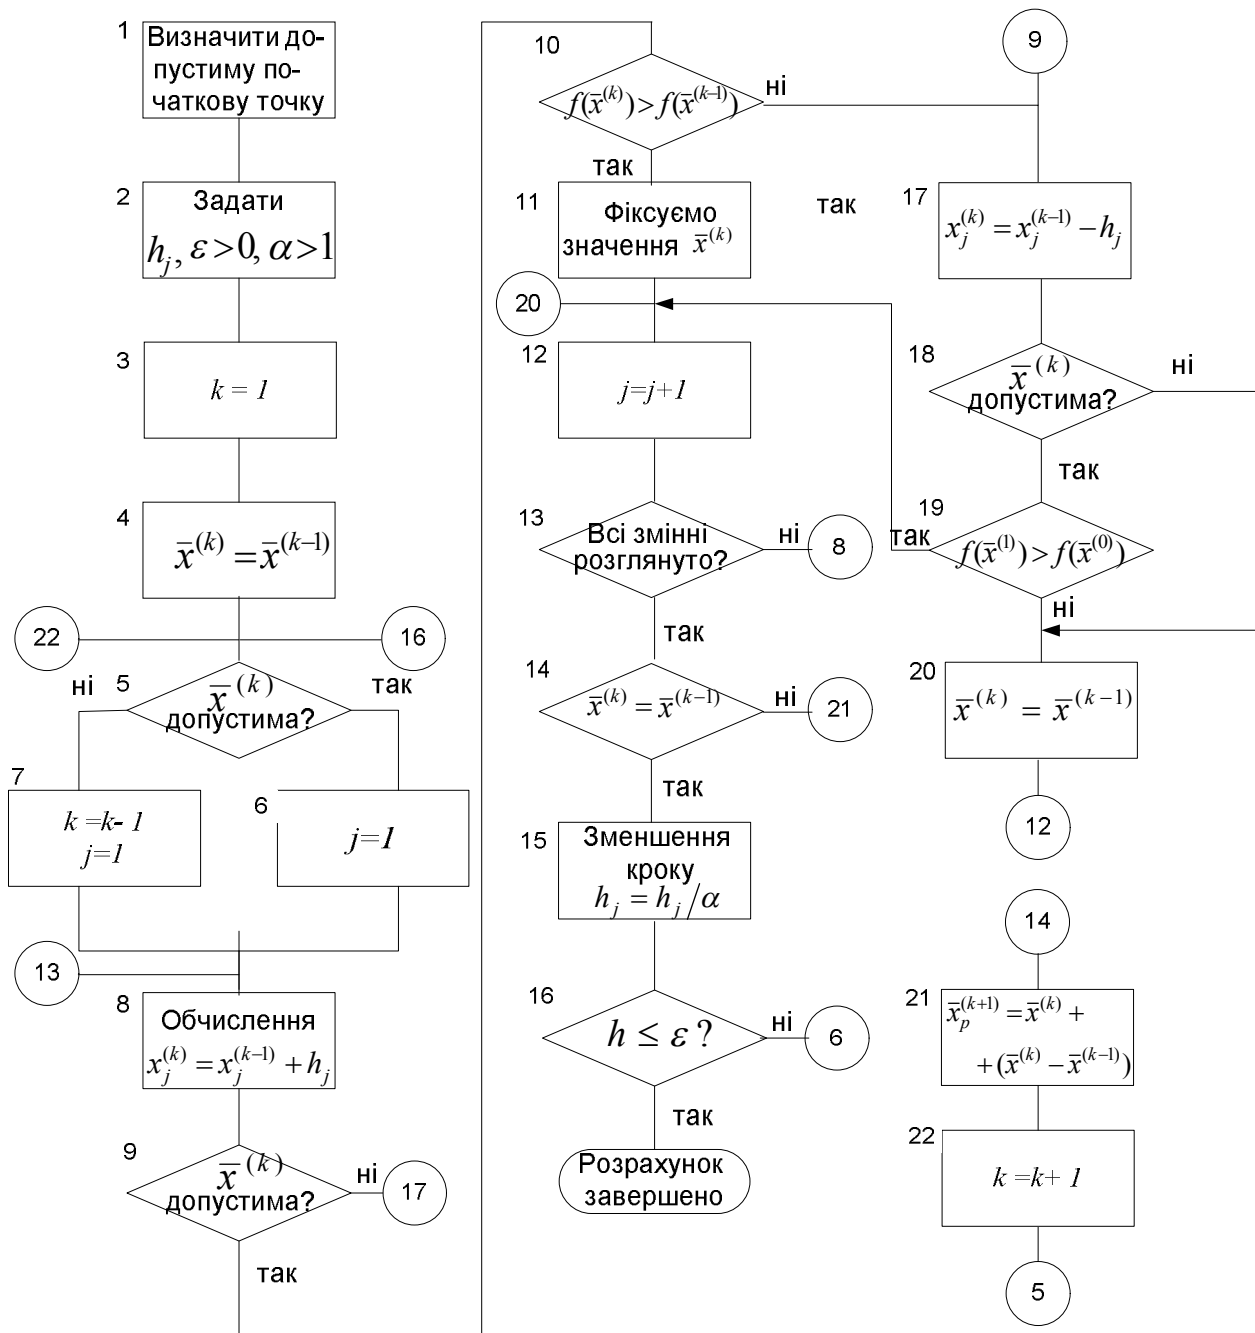 1
Визначити до-
пустиму по-
чаткову точку
2
Задати
h_j, ε>0, α>1
3
k = 1
4
x̅^(k) = x̅^(k-1)
22
16
ні
5
x̅^(k)
допустима?
так
7
k =k- 1
j=1
6
j=1
13
8
Обчислення
x_j^(k) = x_j^(k-1) + h_j
9
x̅^(k)
допустима?
ні
17
так
10
f(x̅^(k)) > f(x̅^(k-1))
ні
так
11
Фіксуємо
значення x̅^(k)
20
12
j=j+1
13
Всі змінні
розглянуто?
ні
8
так
14
x̅^(k) = x̅^(k-1)
ні
21
так
15
Зменшення
кроку
h_j = h_j/α
16
h ≤ ε ?
ні
6
так
Розрахунок
завершено
9
так
17
x_j^(k) = x_j^(k-1) - h_j
18
x̅^(k)
допустима?
ні
так
19
так
f(x̅^(1)) > f(x̅^(0))
ні
20
x̅^(k) = x̅^(k-1)
12
14
21
x̅_p^(k+1) = x̅^(k) +
+ (x̅^(k) - x̅^(k-1))
22
k =k+ 1
5